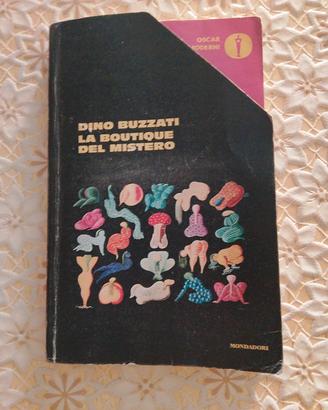 OSCAR
MODERNI
DINO BUZZATI
LA BOUTIQUE
DEL MISTERO
MONDADORI